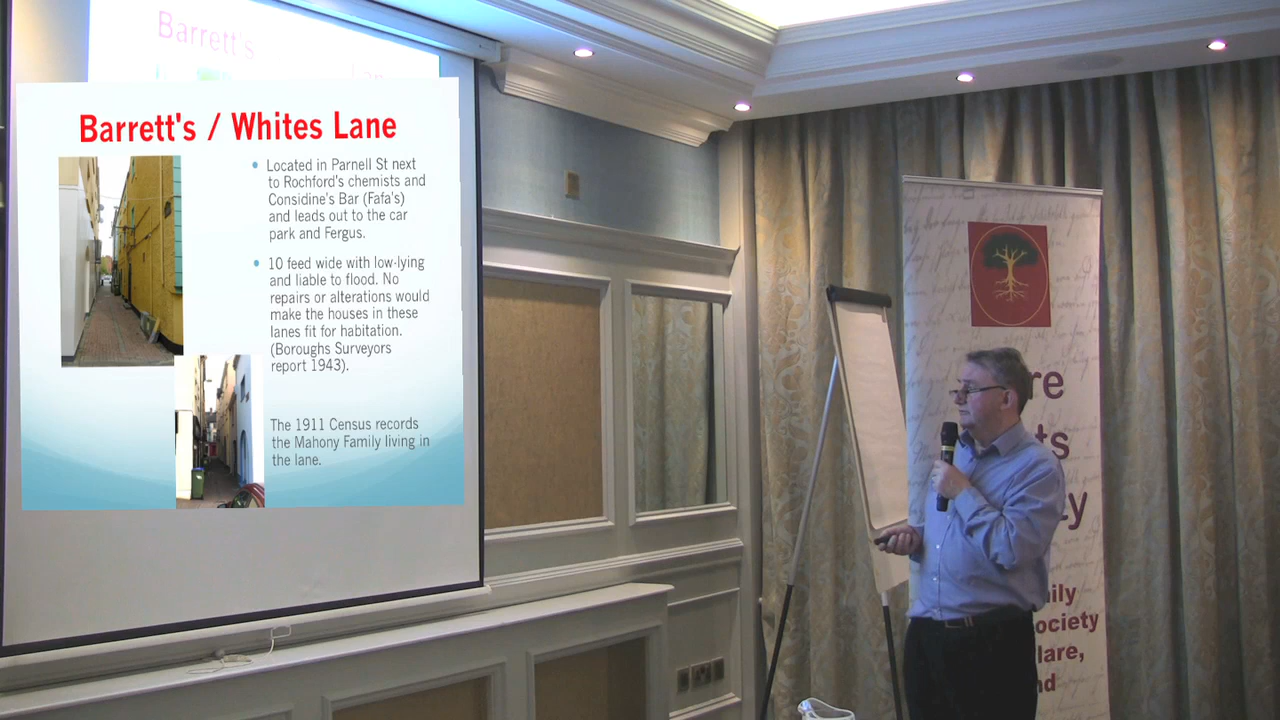 Barrett's
Barrett's / Whites Lane
Located in Parnell St next
to Rochford's chemists and
Considine's Bar (Fafa's)
and leads out to the car
park and Fergus.
10 feed wide with low-lying
and liable to flood. No
repairs or alterations would
make the houses in these
lanes fit for habitation.
(Boroughs Surveyors
report 1943).
The 1911 Census records
the Mahony Family living in
the lane.
re
ts
ty
ily
ociety
lare,
nd